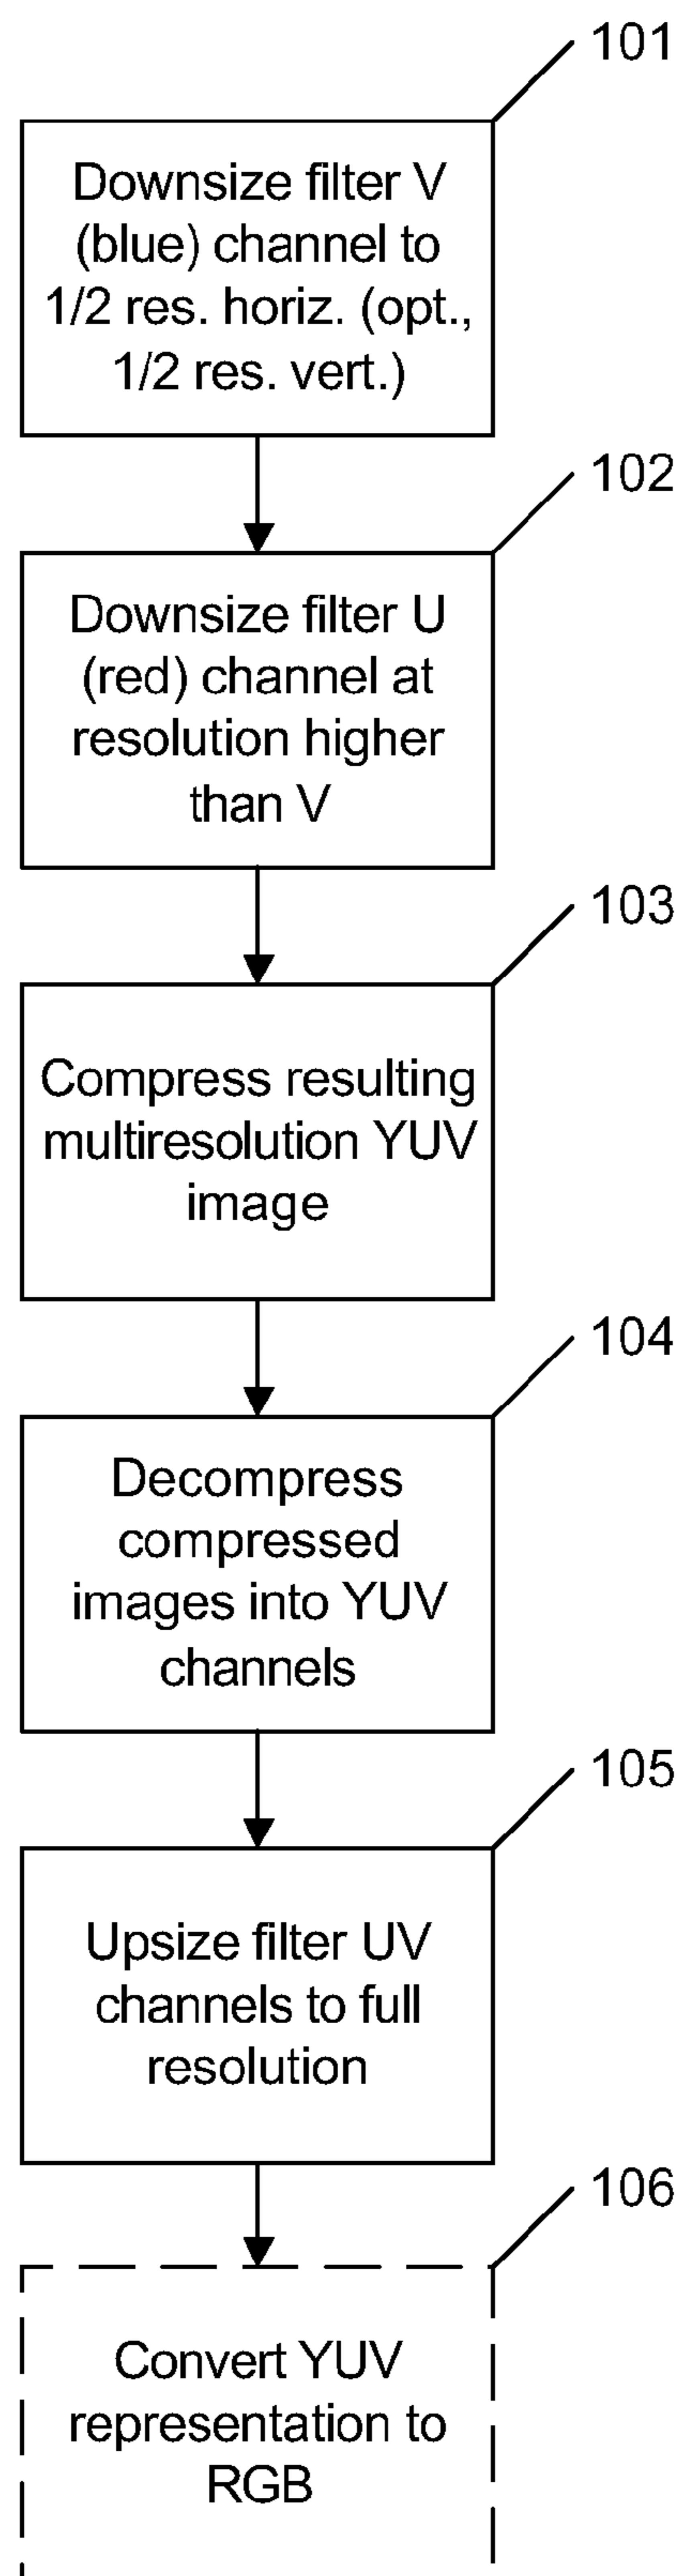 101
Downsize filter V
(blue) channel to
1/2 res. horiz. (opt.,
1/2 res. vert.)
102
Downsize filter U
(red) channel at
resolution higher
than V
103
Compress resulting
multiresolution YUV
image
104
Decompress
compressed
images into YUV
channels
105
Upsize filter UV
channels to full
resolution
106
Convert YUV
representation to
RGB